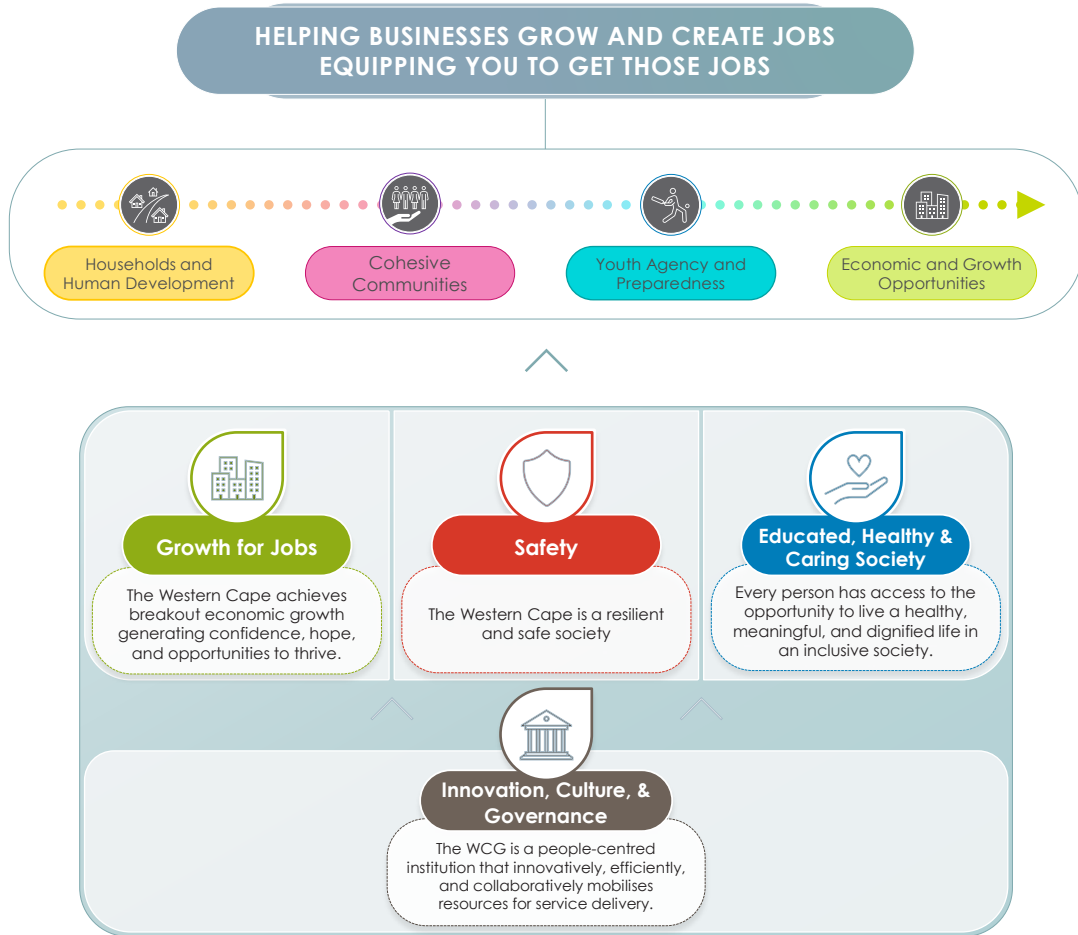 HELPING BUSINESSES GROW AND CREATE JOBS
EQUIPPING YOU TO GET THOSE JOBS
Households and
Human Development
Cohesive
Communities
Youth Agency and
Preparedness
Economic and Growth
Opportunities
Growth for Jobs
The Western Cape achieves
breakout economic growth
generating confidence, hope,
and opportunities to thrive.
Safety
The Western Cape is a resilient
and safe society
Educated, Healthy &
Caring Society
Every person has access to the
opportunity to live a healthy,
meaningful, and dignified life in
an inclusive society.
Innovation, Culture, &
Governance
The WCG is a people-centred
institution that innovatively, efficiently,
and collaboratively mobilises
resources for service delivery.